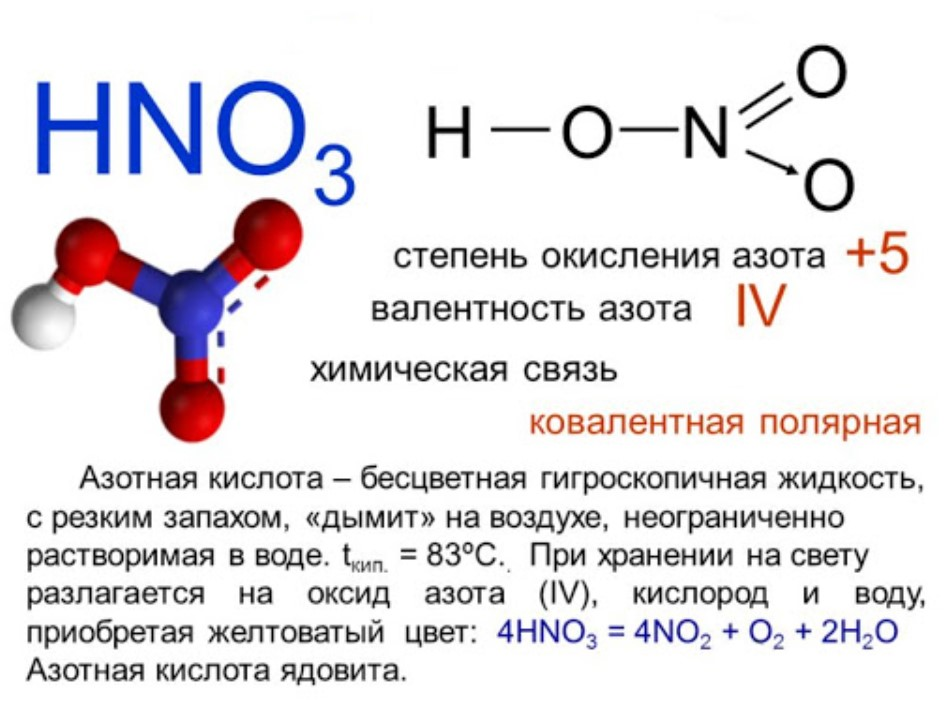 HNO₃
H — O — N = O
O
степень окисления азота +5
валентность азота IV
химическая связь
ковалентная полярная
Азотная кислота – бесцветная гигроскопичная жидкость,
с резким запахом, «дымит» на воздухе, неограниченно
растворимая в воде. tкип. = 83ºС.. При хранении на свету
разлагается на оксид азота (IV), кислород и воду,
приобретая желтоватый цвет: 4HNO₃ = 4NO₂ + O₂ + 2H₂O
Азотная кислота ядовита.